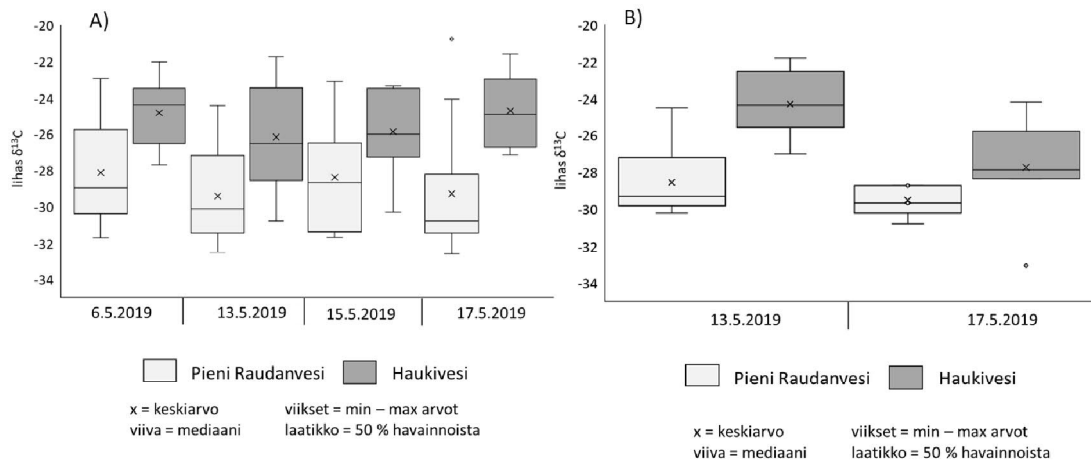 A)
-20
-22
-24
-26
-28
-30
-32
-34
lihas δ¹³C
6.5.2019 13.5.2019 15.5.2019 17.5.2019
Pieni Raudanvesi Haukivesi
x = keskiarvo viikset = min – max arvot
viiva = mediaani laatikko = 50 % havainnoista
B)
-20
-22
-24
-26
-28
-30
-32
-34
lihas δ¹³C
13.5.2019 17.5.2019
Pieni Raudanvesi Haukivesi
x = keskiarvo viikset = min – max arvot
viiva = mediaani laatikko = 50 % havainnoista